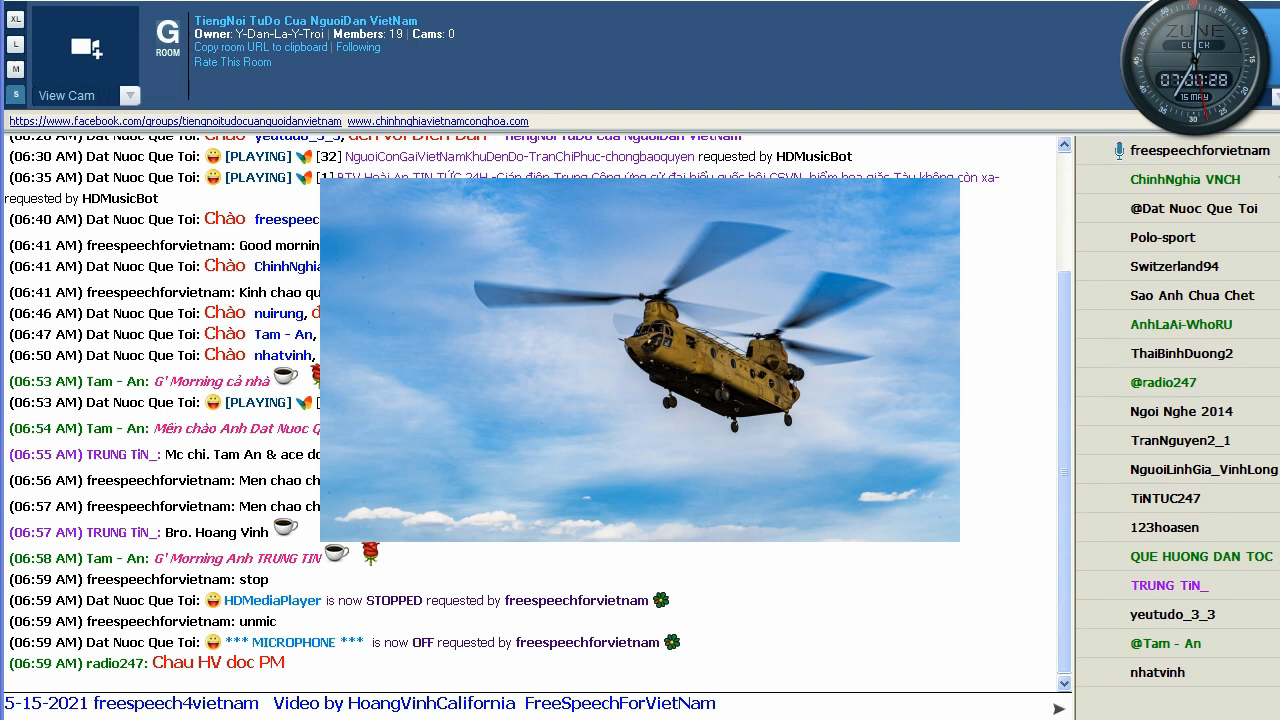 XL
L
M
S
View Cam
G
ROOM
TiengNoi TuDo Cua NguoiDan VietNam
Owner: Y-Dan-La-Y-Troi | Members: 19 | Cams: 0
Copy room URL to clipboard | Following
Rate This Room
ZUNE
CLOCK
07:00:28
15 MAY
https://www.facebook.com/groups/tiengnoitudocuanguoidanvietnam www.chinhnghiavietnamconghoa.com
(06:30 AM) Dat Nuoc Que Toi: [PLAYING] [32] NguoiConGaiVietNamKhuDenDo-TranChiPhuc-chongbaoquyen requested by HDMusicBot
(06:35 AM) Dat Nuoc Que Toi: [PLAYING] [1]
requested by HDMusicBot
(06:40 AM) Dat Nuoc Que Toi: Chào freespeec
(06:41 AM) freespeechforvietnam: Good mornin
(06:41 AM) Dat Nuoc Que Toi: Chào ChinhNghia
(06:41 AM) freespeechforvietnam: Kinh chao qu
(06:46 AM) Dat Nuoc Que Toi: Chào nuirung, đ
(06:47 AM) Dat Nuoc Que Toi: Chào Tam - An,
(06:50 AM) Dat Nuoc Que Toi: Chào nhatvinh,
(06:53 AM) Tam - An: G' Morning cả nhà
(06:53 AM) Dat Nuoc Que Toi: [PLAYING] [
(06:54 AM) Tam - An: Mến chào Anh Dat Nuoc Q
(06:55 AM) TRUNG TiN_: Mc chi. Tam An & ace do
(06:56 AM) freespeechforvietnam: Men chao ch
(06:57 AM) freespeechforvietnam: Men chao ch
(06:57 AM) TRUNG TiN_: Bro. Hoang Vinh
(06:58 AM) Tam - An: G' Morning Anh TRUNG TIN
(06:59 AM) freespeechforvietnam: stop
(06:59 AM) Dat Nuoc Que Toi: HDMediaPlayer is now STOPPED requested by freespeechforvietnam
(06:59 AM) freespeechforvietnam: unmic
(06:59 AM) Dat Nuoc Que Toi: *** MICROPHONE *** is now OFF requested by freespeechforvietnam
(06:59 AM) radio247: Chau HV doc PM
5-15-2021 freespeech4vietnam Video by HoangVinhCalifornia FreeSpeechForVietNam
freespeechforvietnam
ChinhNghia VNCH
@Dat Nuoc Que Toi
Polo-sport
Switzerland94
Sao Anh Chua Chet
AnhLaAi-WhoRU
ThaiBinhDuong2
@radio247
Ngoi Nghe 2014
TranNguyen2_1
NguoiLinhGia_VinhLong
TiNTUC247
123hoasen
QUE HUONG DAN TOC
TRUNG TiN_
yeutudo_3_3
@Tam - An
nhatvinh